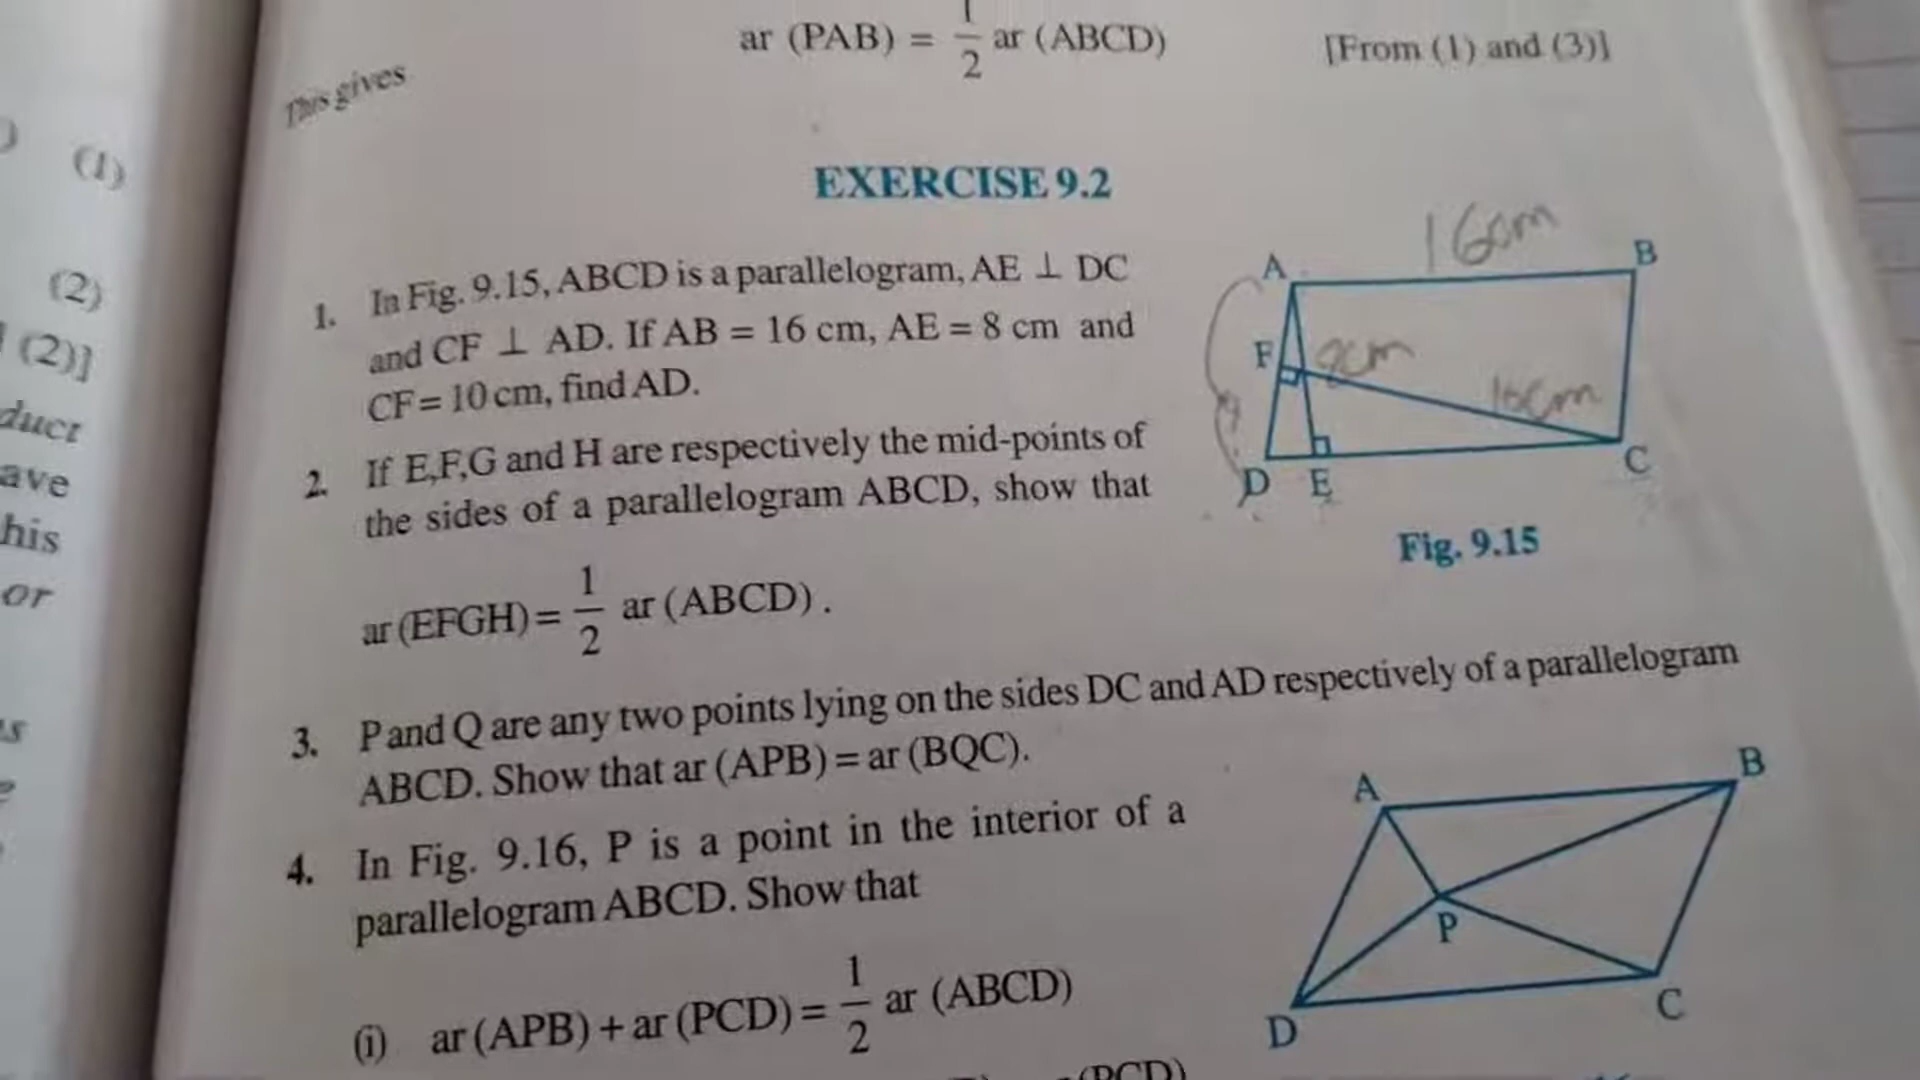 ar (PAB) = 1/2 ar (ABCD) [From (1) and (3)]
This gives
(1)
(2)
(2)]
duct
ave
his
or
EXERCISE 9.2
1. In Fig. 9.15, ABCD is a parallelogram, AE ⊥ DC
and CF ⊥ AD. If AB = 16 cm, AE = 8 cm and
CF = 10 cm, find AD.
2. If E,F,G and H are respectively the mid-points of
the sides of a parallelogram ABCD, show that
ar (EFGH) = 1/2 ar (ABCD) .
16cm
A B
F 8cm
10cm
D E C
Fig. 9.15
3. P and Q are any two points lying on the sides DC and AD respectively of a parallelogram
ABCD. Show that ar (APB) = ar (BQC).
4. In Fig. 9.16, P is a point in the interior of a
parallelogram ABCD. Show that
(i) ar (APB) + ar (PCD) = 1/2 ar (ABCD)
(PCD)
A B
P
D C